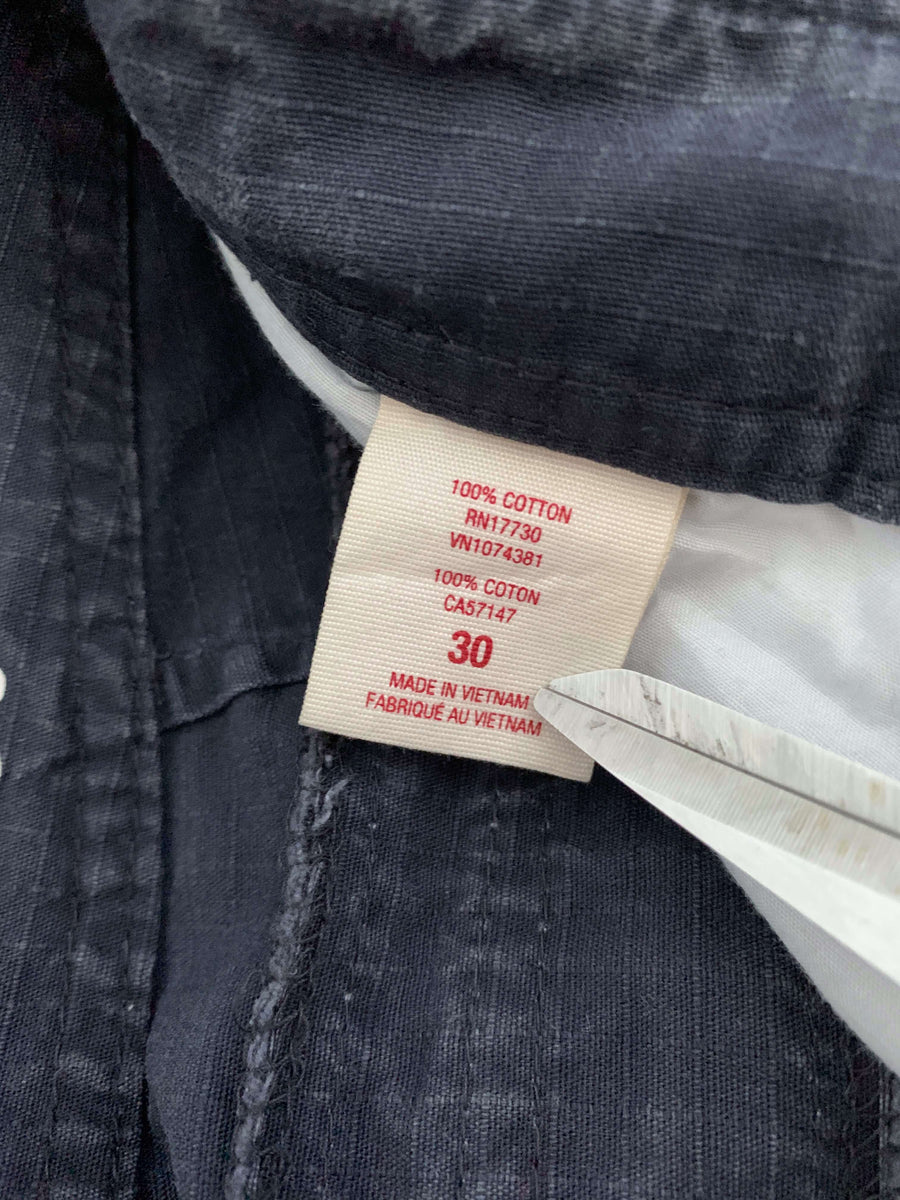 100% COTTON
RN17730
VN1074381
100% COTON
CA57147
30
MADE IN VIETNAM
FABRIQUÉ AU VIETNAM